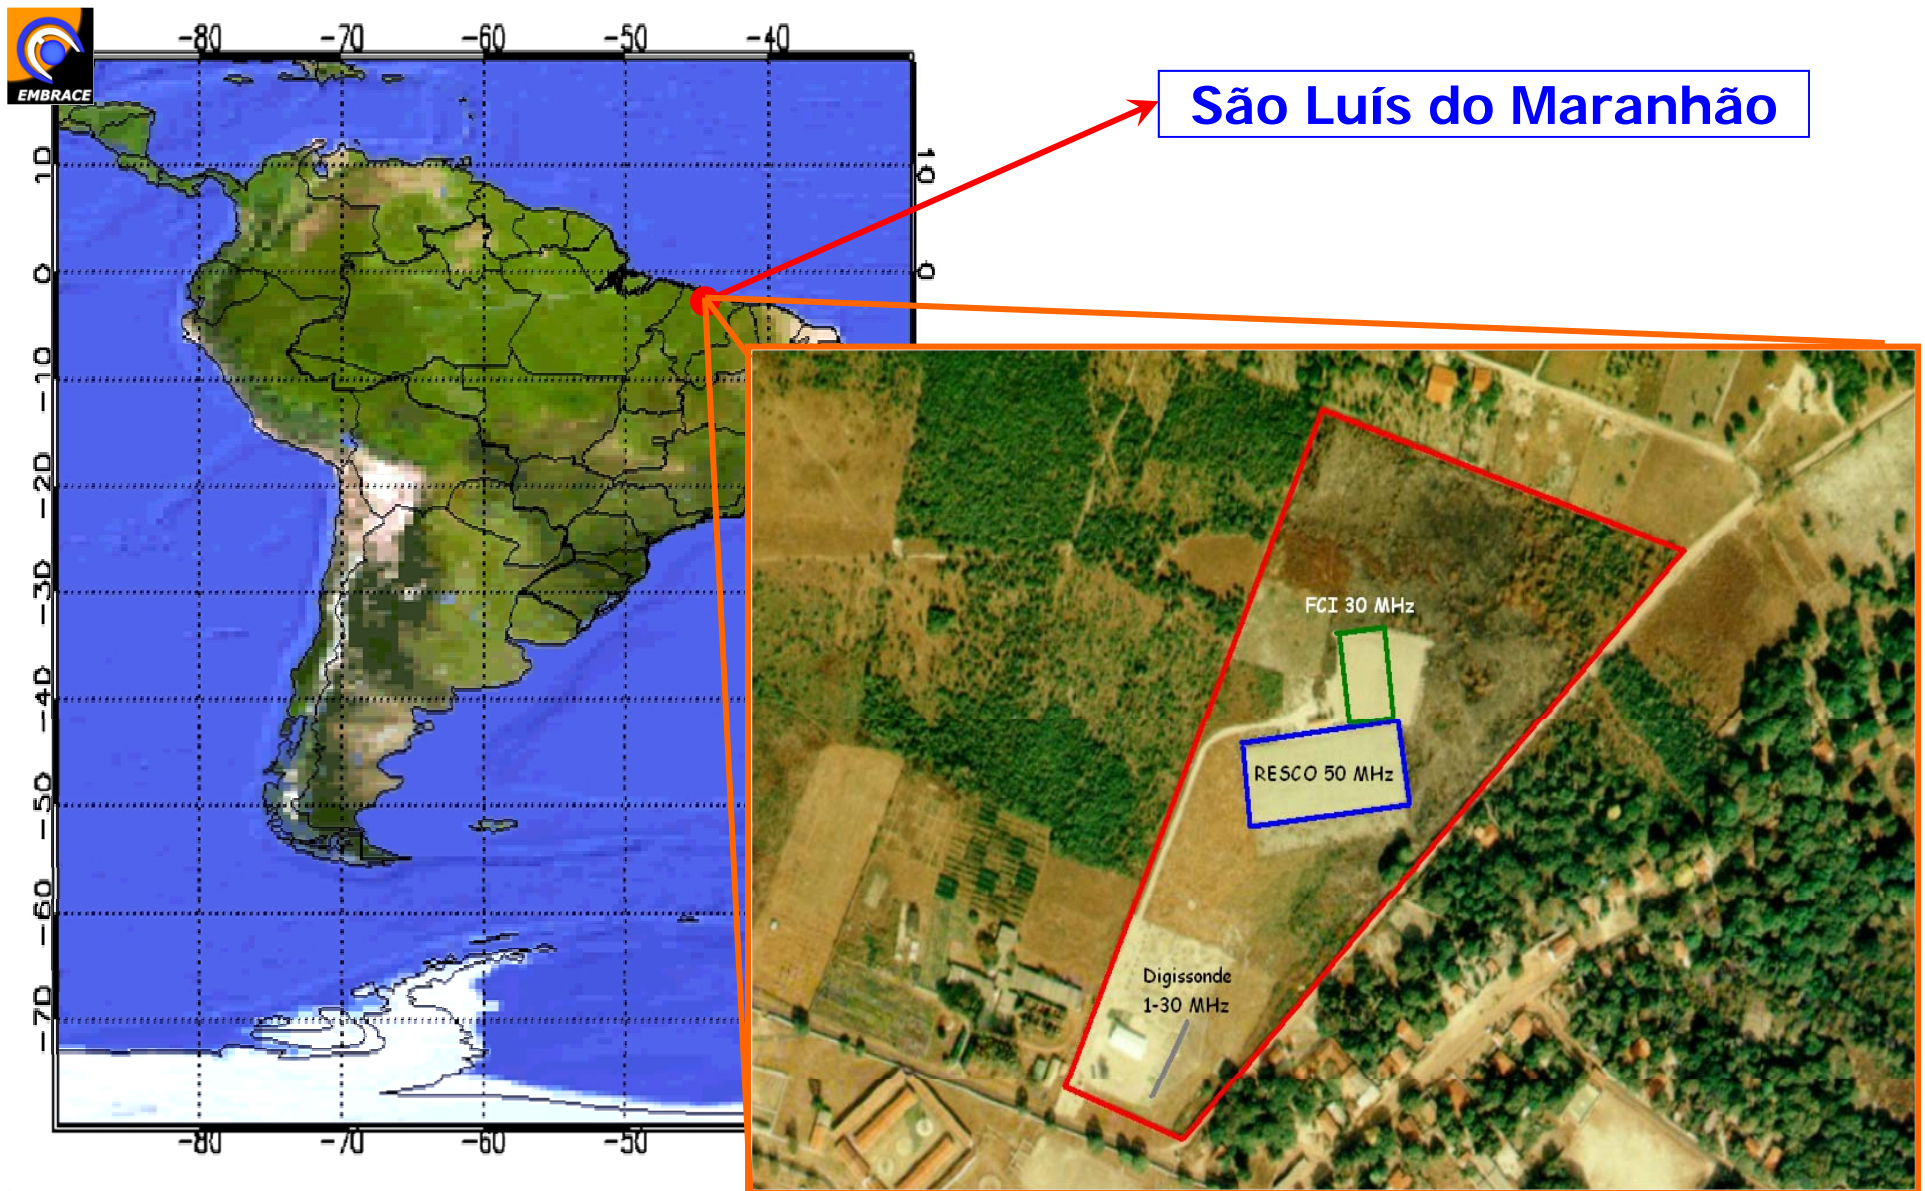 EMBRACE
-80 -70 -60 -50 -40
São Luís do Maranhão
10 10
0 0
-10
-20
-30
-40
-50
-60
-70
-80 -70 -60 -50
FCI 30 MHz
RESCO 50 MHz
Digissonde
1-30 MHz